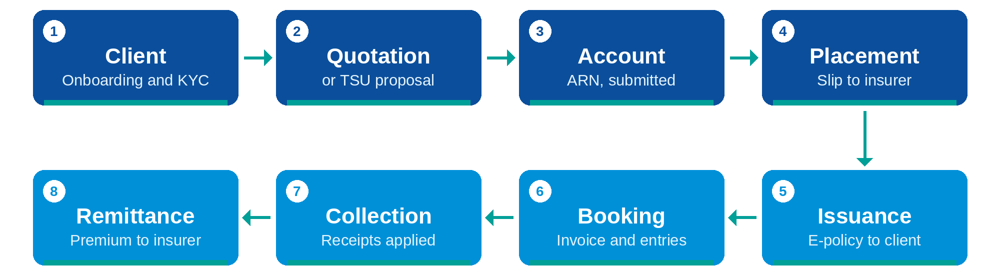 1
Client
Onboarding and KYC
2
Quotation
or TSU proposal
3
Account
ARN, submitted
4
Placement
Slip to insurer
5
Issuance
E-policy to client
6
Booking
Invoice and entries
7
Collection
Receipts applied
8
Remittance
Premium to insurer